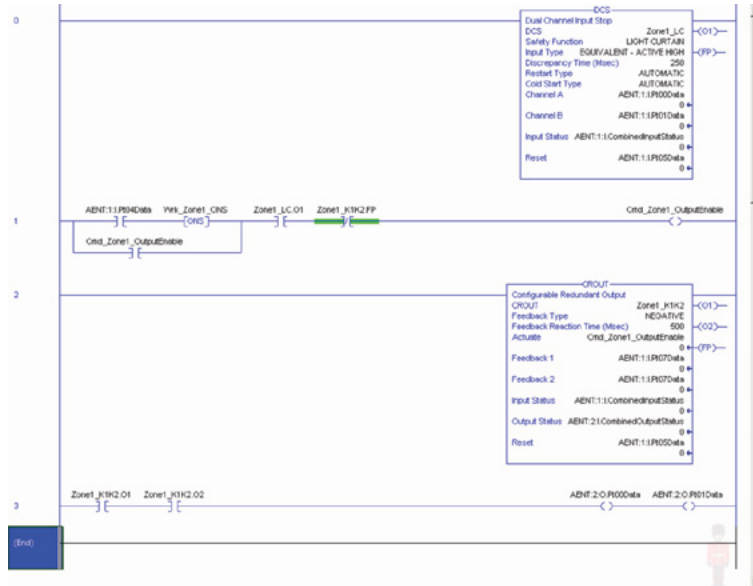 0
DCS
Dual Channel Input Stop
DCS Zone1_LC (O1)
Safety Function LIGHT CURTAIN
Input Type EQUIVALENT - ACTIVE HIGH (FP)
Discrepancy Time (Msec) 250
Restart Type AUTOMATIC
Cold Start Type AUTOMATIC
Channel A AENT:1:I.Pt00Data
0
Channel B AENT:1:I.Pt01Data
0
Input Status AENT:1:I.CombinedInputStatus
0
Reset AENT:1:I.Pt05Data
0
1
AENT:1:I.Pt04Data Wrk_Zone1_ONS Zone1_LC.O1 Zone1_K1K2.FP Cmd_Zone1_OutputEnable
ONS
Cmd_Zone1_OutputEnable
2
CROUT
Configurable Redundant Output
CROUT Zone1_K1K2 (O1)
Feedback Type NEGATIVE
Feedback Reaction Time (Msec) 500 (O2)
Actuate Cmd_Zone1_OutputEnable
0 (FP)
Feedback 1 AENT:1:I.Pt07Data
0
Feedback 2 AENT:1:I.Pt07Data
0
Input Status AENT:1:I.CombinedInputStatus
0
Output Status AENT:2:I.CombinedOutputStatus
0
Reset AENT:1:I.Pt05Data
0
3
Zone1_K1K2.O1 Zone1_K1K2.O2 AENT:2:O.Pt00Data AENT:2:O.Pt01Data
(End)